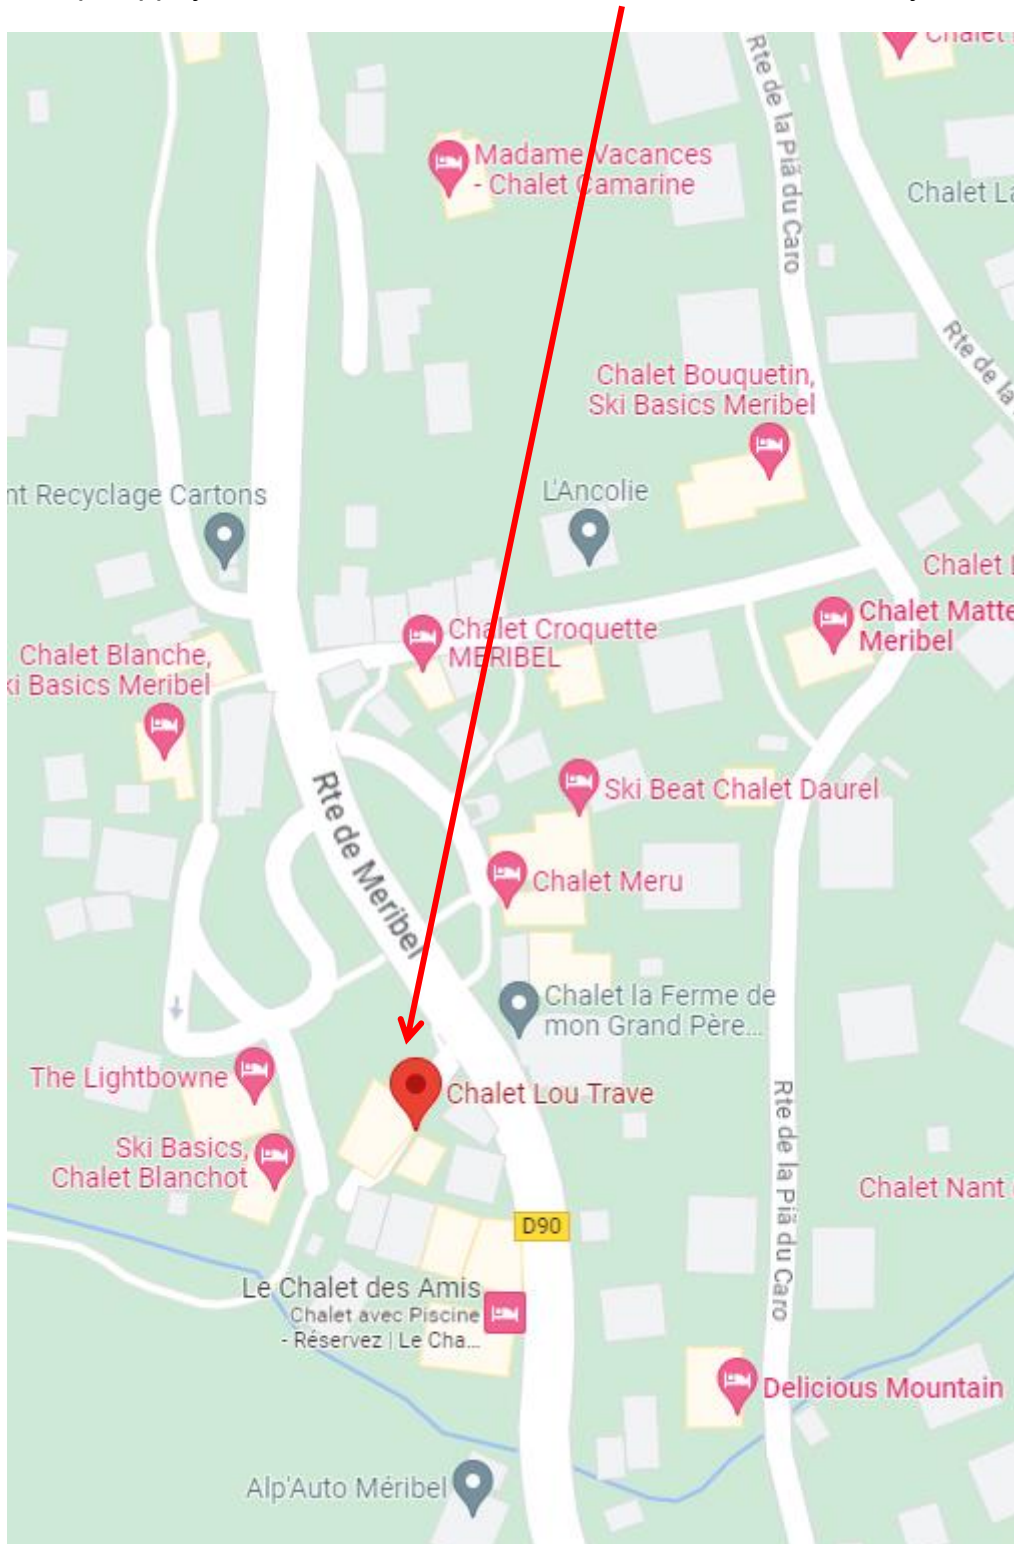 Chalet
Rte de la Piã du Caro
Madame Vacances
- Chalet Camarine
Chalet
Rte de la
Chalet Bouquetin,
Ski Basics Meribel
Recyclage Cartons
L'Ancolie
Chalet
Chalet Croquette
MERIBEL
Chalet
Meribel
Chalet Blanche,
Basics Meribel
Rte de Meribel
Ski Beat Chalet Daurel
Chalet Meru
Chalet la Ferme de
mon Grand Père...
The Lightbowne
Chalet Lou Trave
Ski Basics,
Chalet Blanchot
Rte de la Piã du Caro
Chalet Nant
D90
Le Chalet des Amis
Chalet avec Piscine
- Réservez | Le Cha...
Delicious Mountain
Alp'Auto Méribel